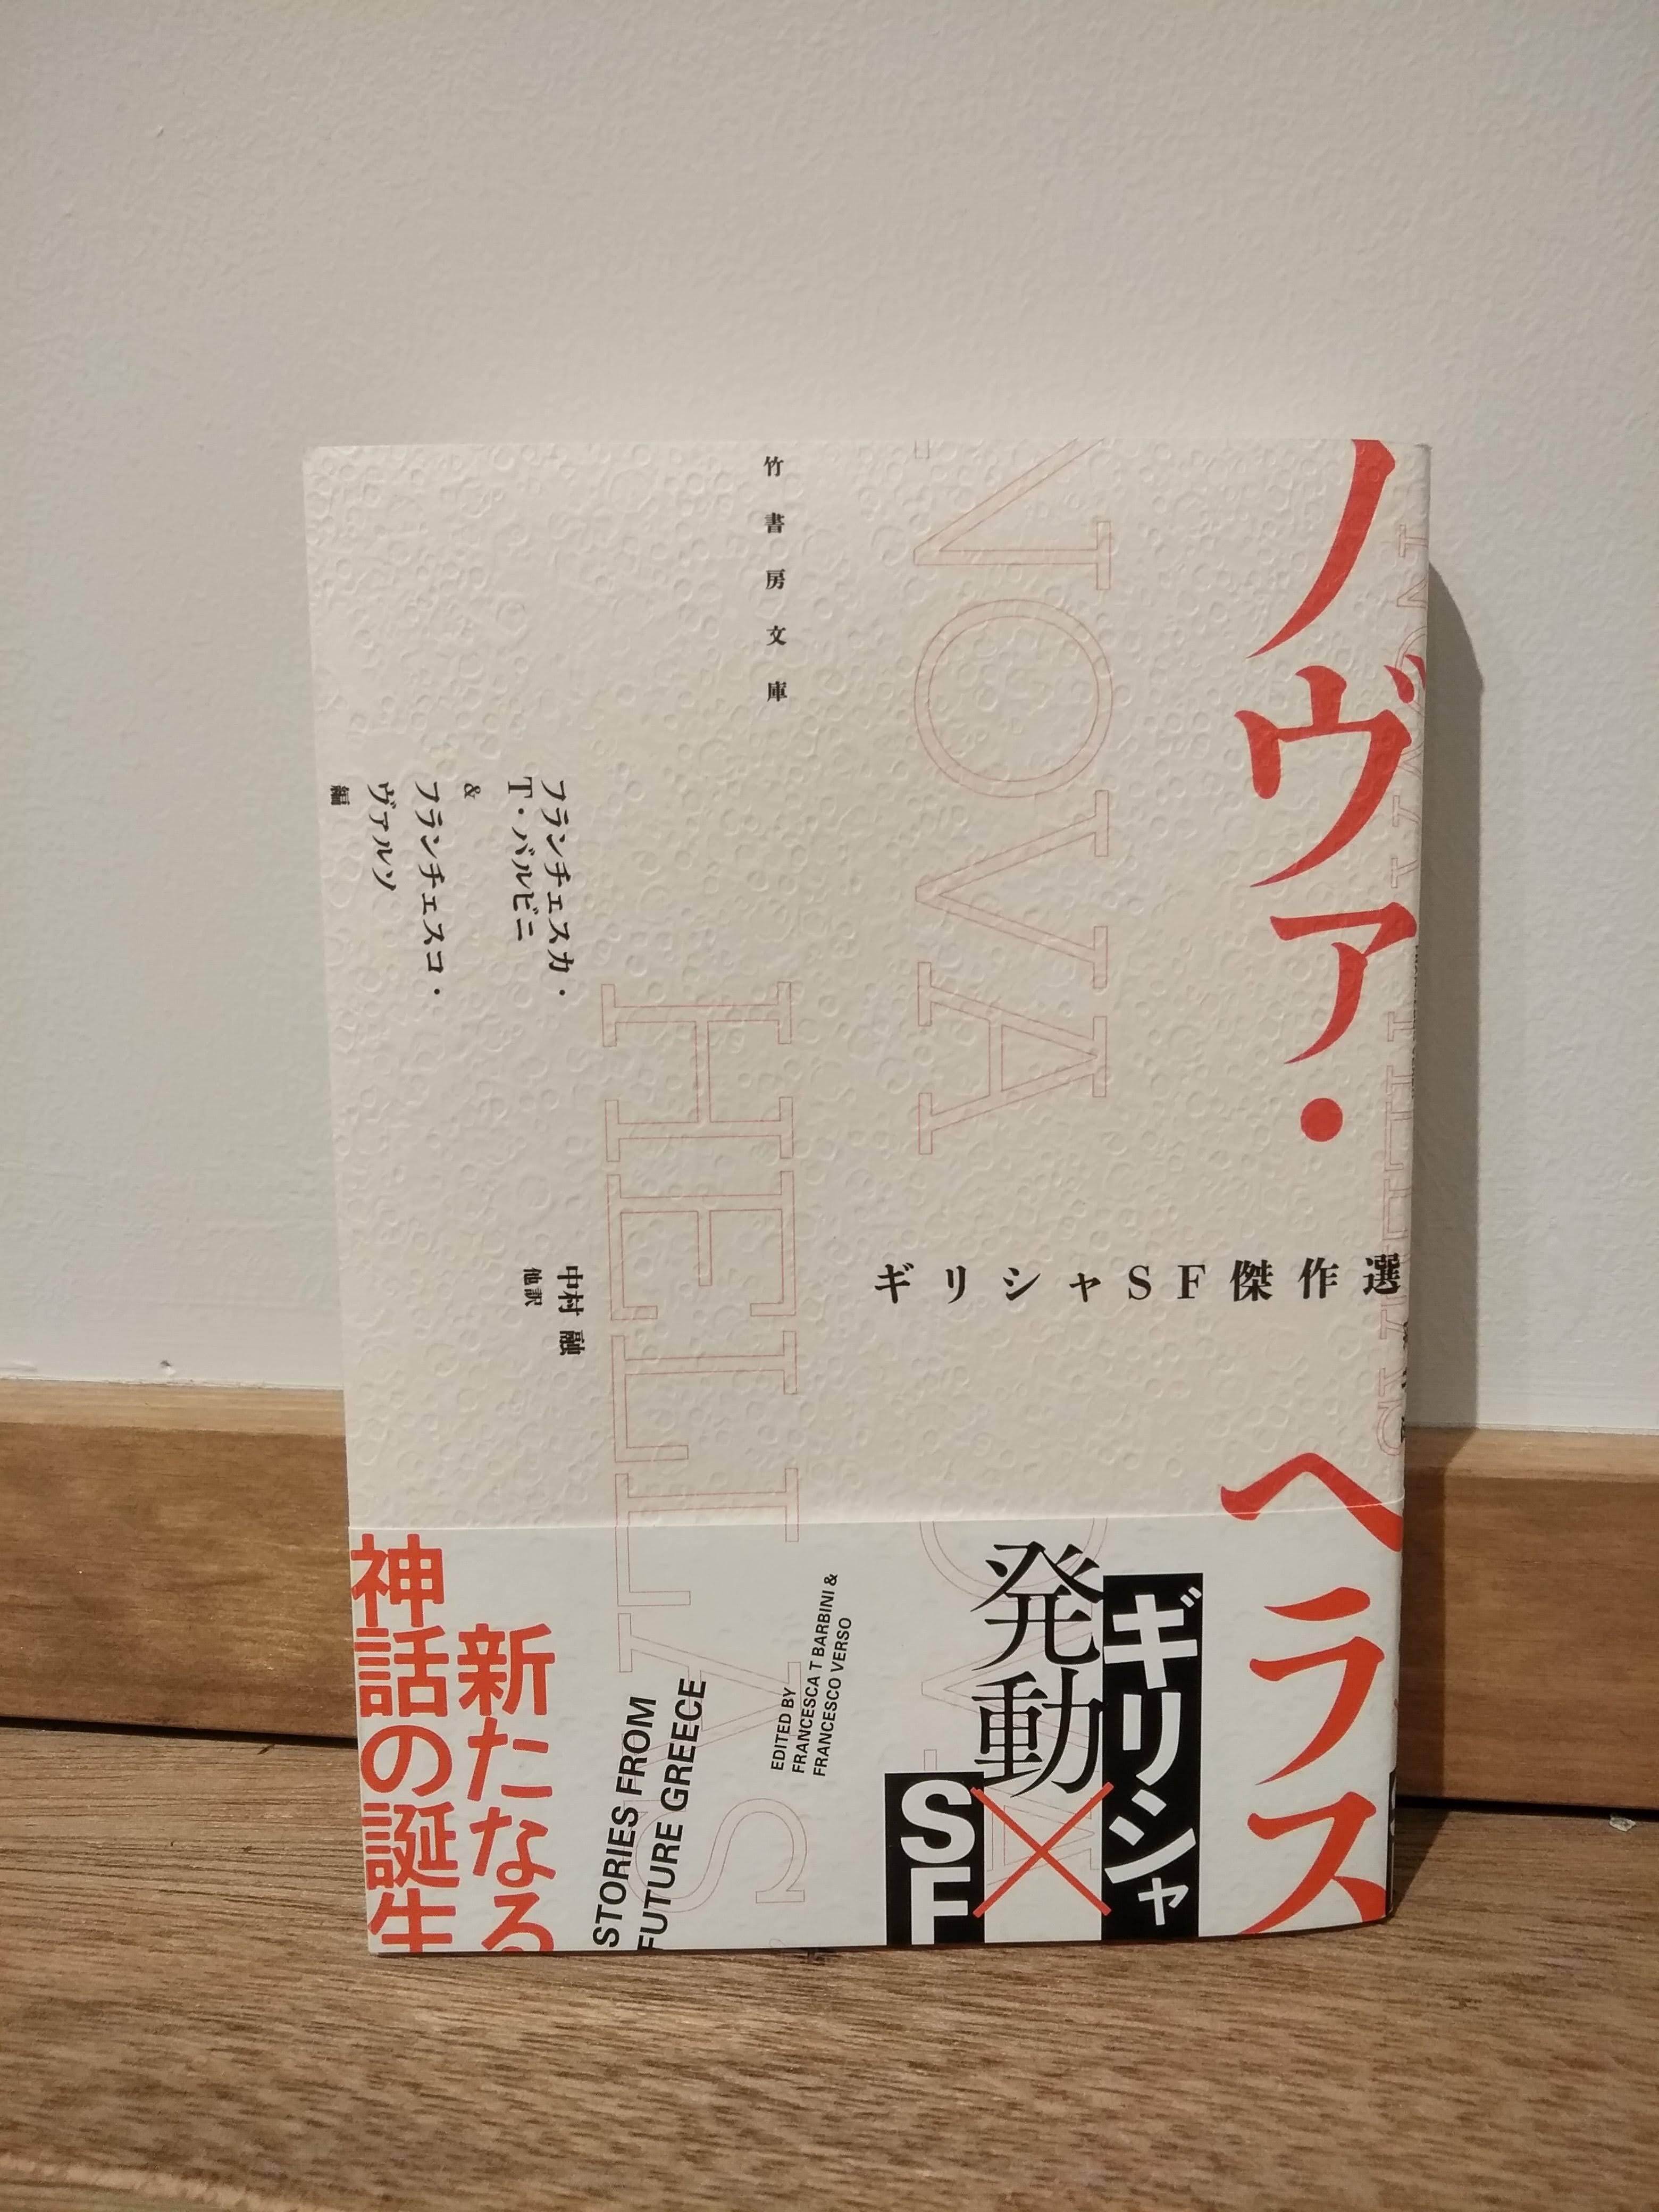 ノヴァ・ヘラス
ギリシャSF傑作選
竹書房文庫
NOVA
HELLAS
フランチェスカ・
T・バルビニ
&
フランチェスコ・
ヴァルソ
編
中村 融
他訳
ギリシャ
×
SF
発動
EDITED BY
FRANCESCA T BARBINI &
FRANCESCO VERSO
STORIES FROM
FUTURE GREECE
新たなる
神話の誕生